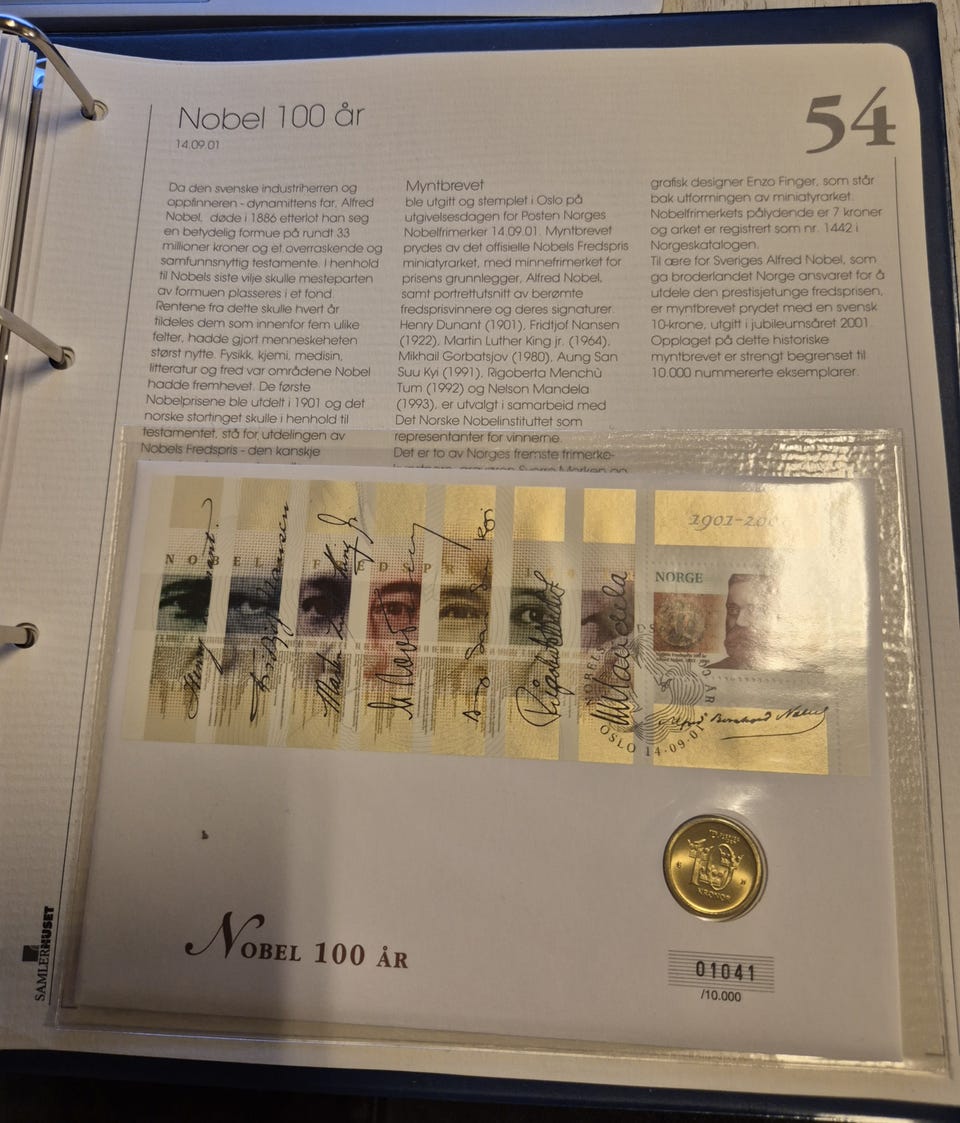 Nobel 100 år
14.09.01
54
Da den svenske industriherren og
oppfinneren - dynamittens far, Alfred
Nobel, døde i 1886 etterlot han seg
en betydelig formue på rundt 33
millioner kroner og et overraskende og
samfunnsnyttig testamente. I henhold
til Nobels siste vilje skulle mesteparten
av formuen plasseres i et fond.
Rentene fra dette skulle hvert år
tildeles dem som innenfor fem ulike
felter, hadde gjort menneskeheten
størst nytte. Fysikk, kjemi, medisin,
litteratur og fred var områdene Nobel
hadde fremhevet. De første
Nobelprisene ble utdelt i 1901 og det
norske stortinget skulle i henhold til
testamentet, stå for utdelingen av
Nobels Fredspris - den kanskje
Myntbrevet
ble utgitt og stemplet i Oslo på
utgivelsesdagen for Posten Norges
Nobelfrimerker 14.09.01. Myntbrevet
prydes av det offisielle Nobels Fredspris
miniatyrarket, med minnefrimerket for
prisens grunnlegger, Alfred Nobel,
samt portrettutsnitt av berømte
fredsprisvinnere og deres signaturer.
Henry Dunant (1901), Fridtjof Nansen
(1922), Martin Luther King jr. (1964),
Mikhail Gorbatsjov (1980), Aung San
Suu Kyi (1991), Rigoberta Menchù
Tum (1992) og Nelson Mandela
(1993), er utvalgt i samarbeid med
Det Norske Nobelinstituttet som
representanter for vinnerne.
Det er to av Norges fremste frimerke-
grafisk designer Enzo Finger, som står
bak utformingen av miniatyrarket.
Nobelfrimerkets pålydende er 7 kroner
og arket er registrert som nr. 1442 i
Norgeskatalogen.
Til ære for Sveriges Alfred Nobel, som
ga broderlandet Norge ansvaret for å
utdele den prestisjetunge fredsprisen,
er myntbrevet prydet med en svensk
10-krone, utgitt i jubileumsåret 2001.
Opplaget på dette historiske
myntbrevet er strengt begrenset til
10.000 nummererte eksemplarer.
1901-200
NOBELS FREDSPRIS
NORGE
OSLO 14·09·01
Alfred Bernhard Nobel
10
KRONOR
NOBEL 100 ÅR
01041
/10.000
SAMLERHUSET